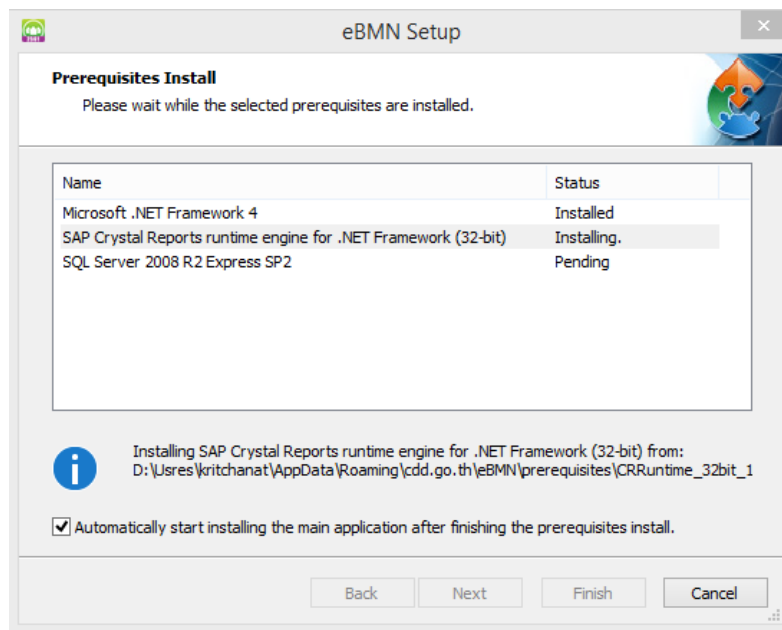 eBMN Setup
Prerequisites Install
Please wait while the selected prerequisites are installed.
Name Status
Microsoft .NET Framework 4 Installed
SAP Crystal Reports runtime engine for .NET Framework (32-bit) Installing.
SQL Server 2008 R2 Express SP2 Pending
Installing SAP Crystal Reports runtime engine for .NET Framework (32-bit) from:
D:\Usres\kritchanat\AppData\Roaming\cdd.go.th\eBMN\prerequisites\CRRuntime_32bit_1
Automatically start installing the main application after finishing the prerequisites install.
Back Next Finish Cancel